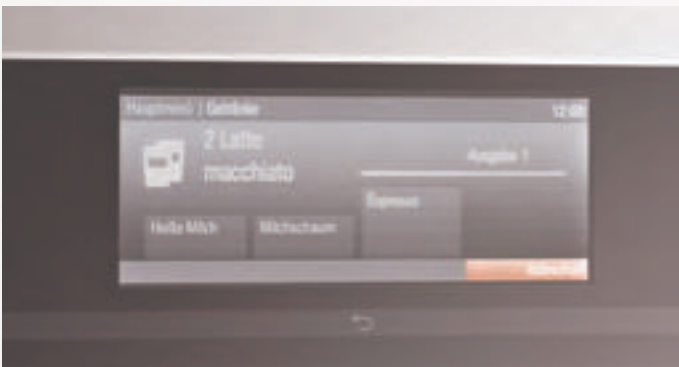 Hauptmenü | Getränke 12:00
2 Latte
macchiato
Ausgabe 1
Espresso
Heiße Milch Milchschaum